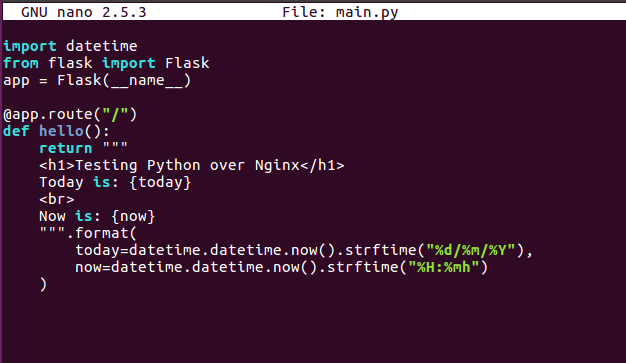 GNU nano 2.5.3 File: main.py
import datetime
from flask import Flask
app = Flask(__name__)
@app.route("/")
def hello():
    return """
    <h1>Testing Python over Nginx</h1>
    Today is: {today}
    <br>
    Now is: {now}
    """.format(
        today=datetime.datetime.now().strftime("%d/%m/%Y"),
        now=datetime.datetime.now().strftime("%H:%mh")
    )